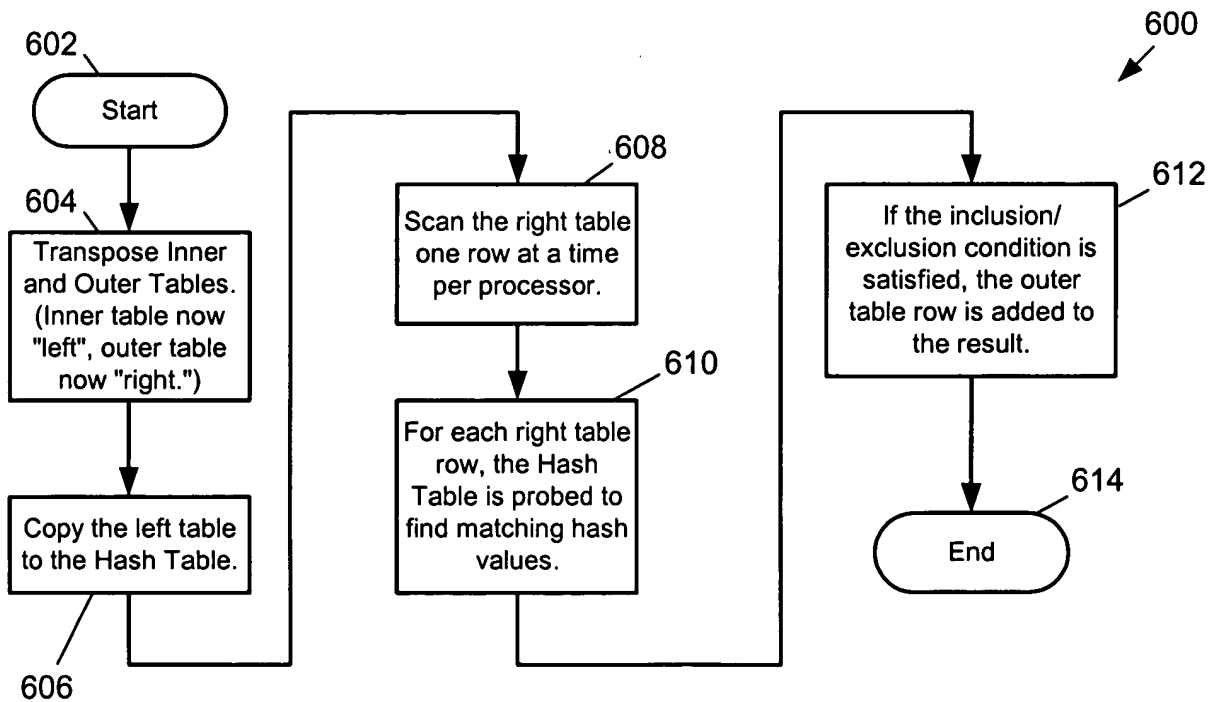 600
602
Start
604
Transpose Inner
and Outer Tables.
(Inner table now
"left", outer table
now "right.")
Copy the left table
to the Hash Table.
606
608
Scan the right table
one row at a time
per processor.
610
For each right table
row, the Hash
Table is probed to
find matching hash
values.
612
If the inclusion/
exclusion condition is
satisfied, the outer
table row is added to
the result.
614
End